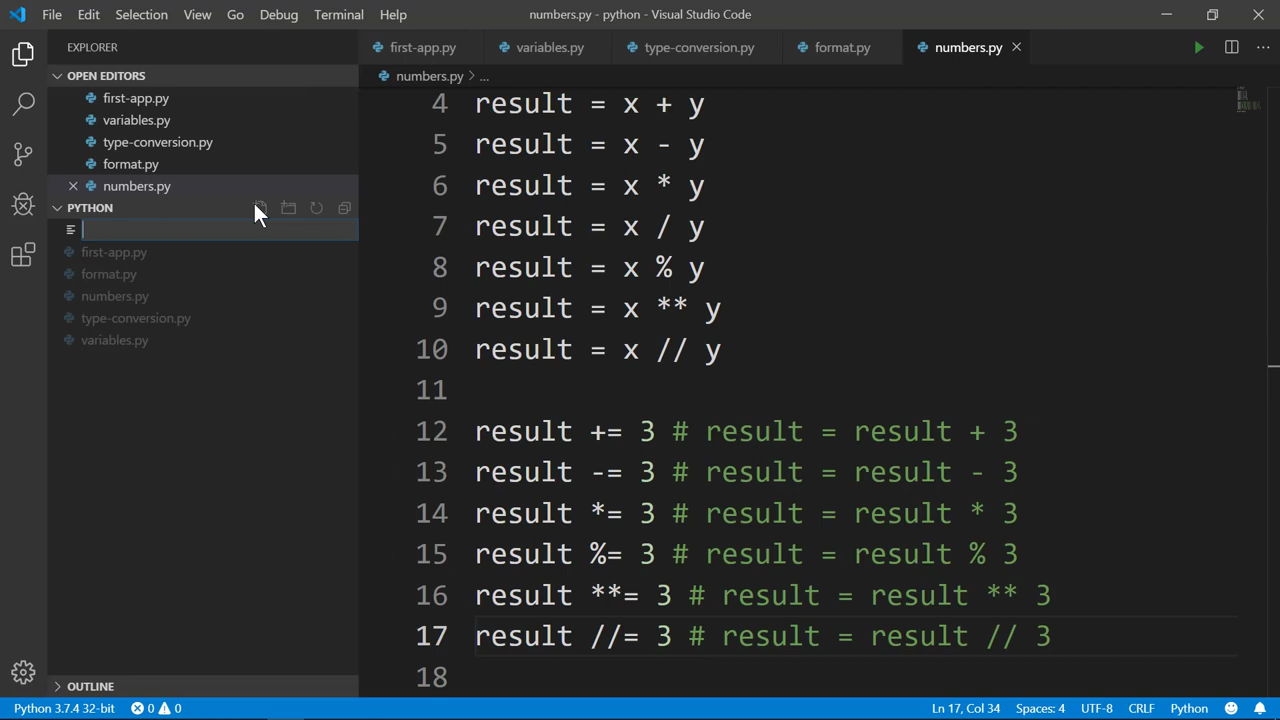 File Edit Selection View Go Debug Terminal Help
numbers.py - python - Visual Studio Code
EXPLORER
OPEN EDITORS
first-app.py
variables.py
type-conversion.py
format.py
numbers.py
PYTHON
first-app.py
format.py
numbers.py
type-conversion.py
variables.py
OUTLINE
first-app.py variables.py type-conversion.py format.py numbers.py
numbers.py > ...
4 result = x + y
5 result = x - y
6 result = x * y
7 result = x / y
8 result = x % y
9 result = x ** y
10 result = x // y
11
12 result += 3 # result = result + 3
13 result -= 3 # result = result - 3
14 result *= 3 # result = result * 3
15 result %= 3 # result = result % 3
16 result **= 3 # result = result ** 3
17 result //= 3 # result = result // 3
18
Python 3.7.4 32-bit 0 0 Ln 17, Col 34 Spaces: 4 UTF-8 CRLF Python